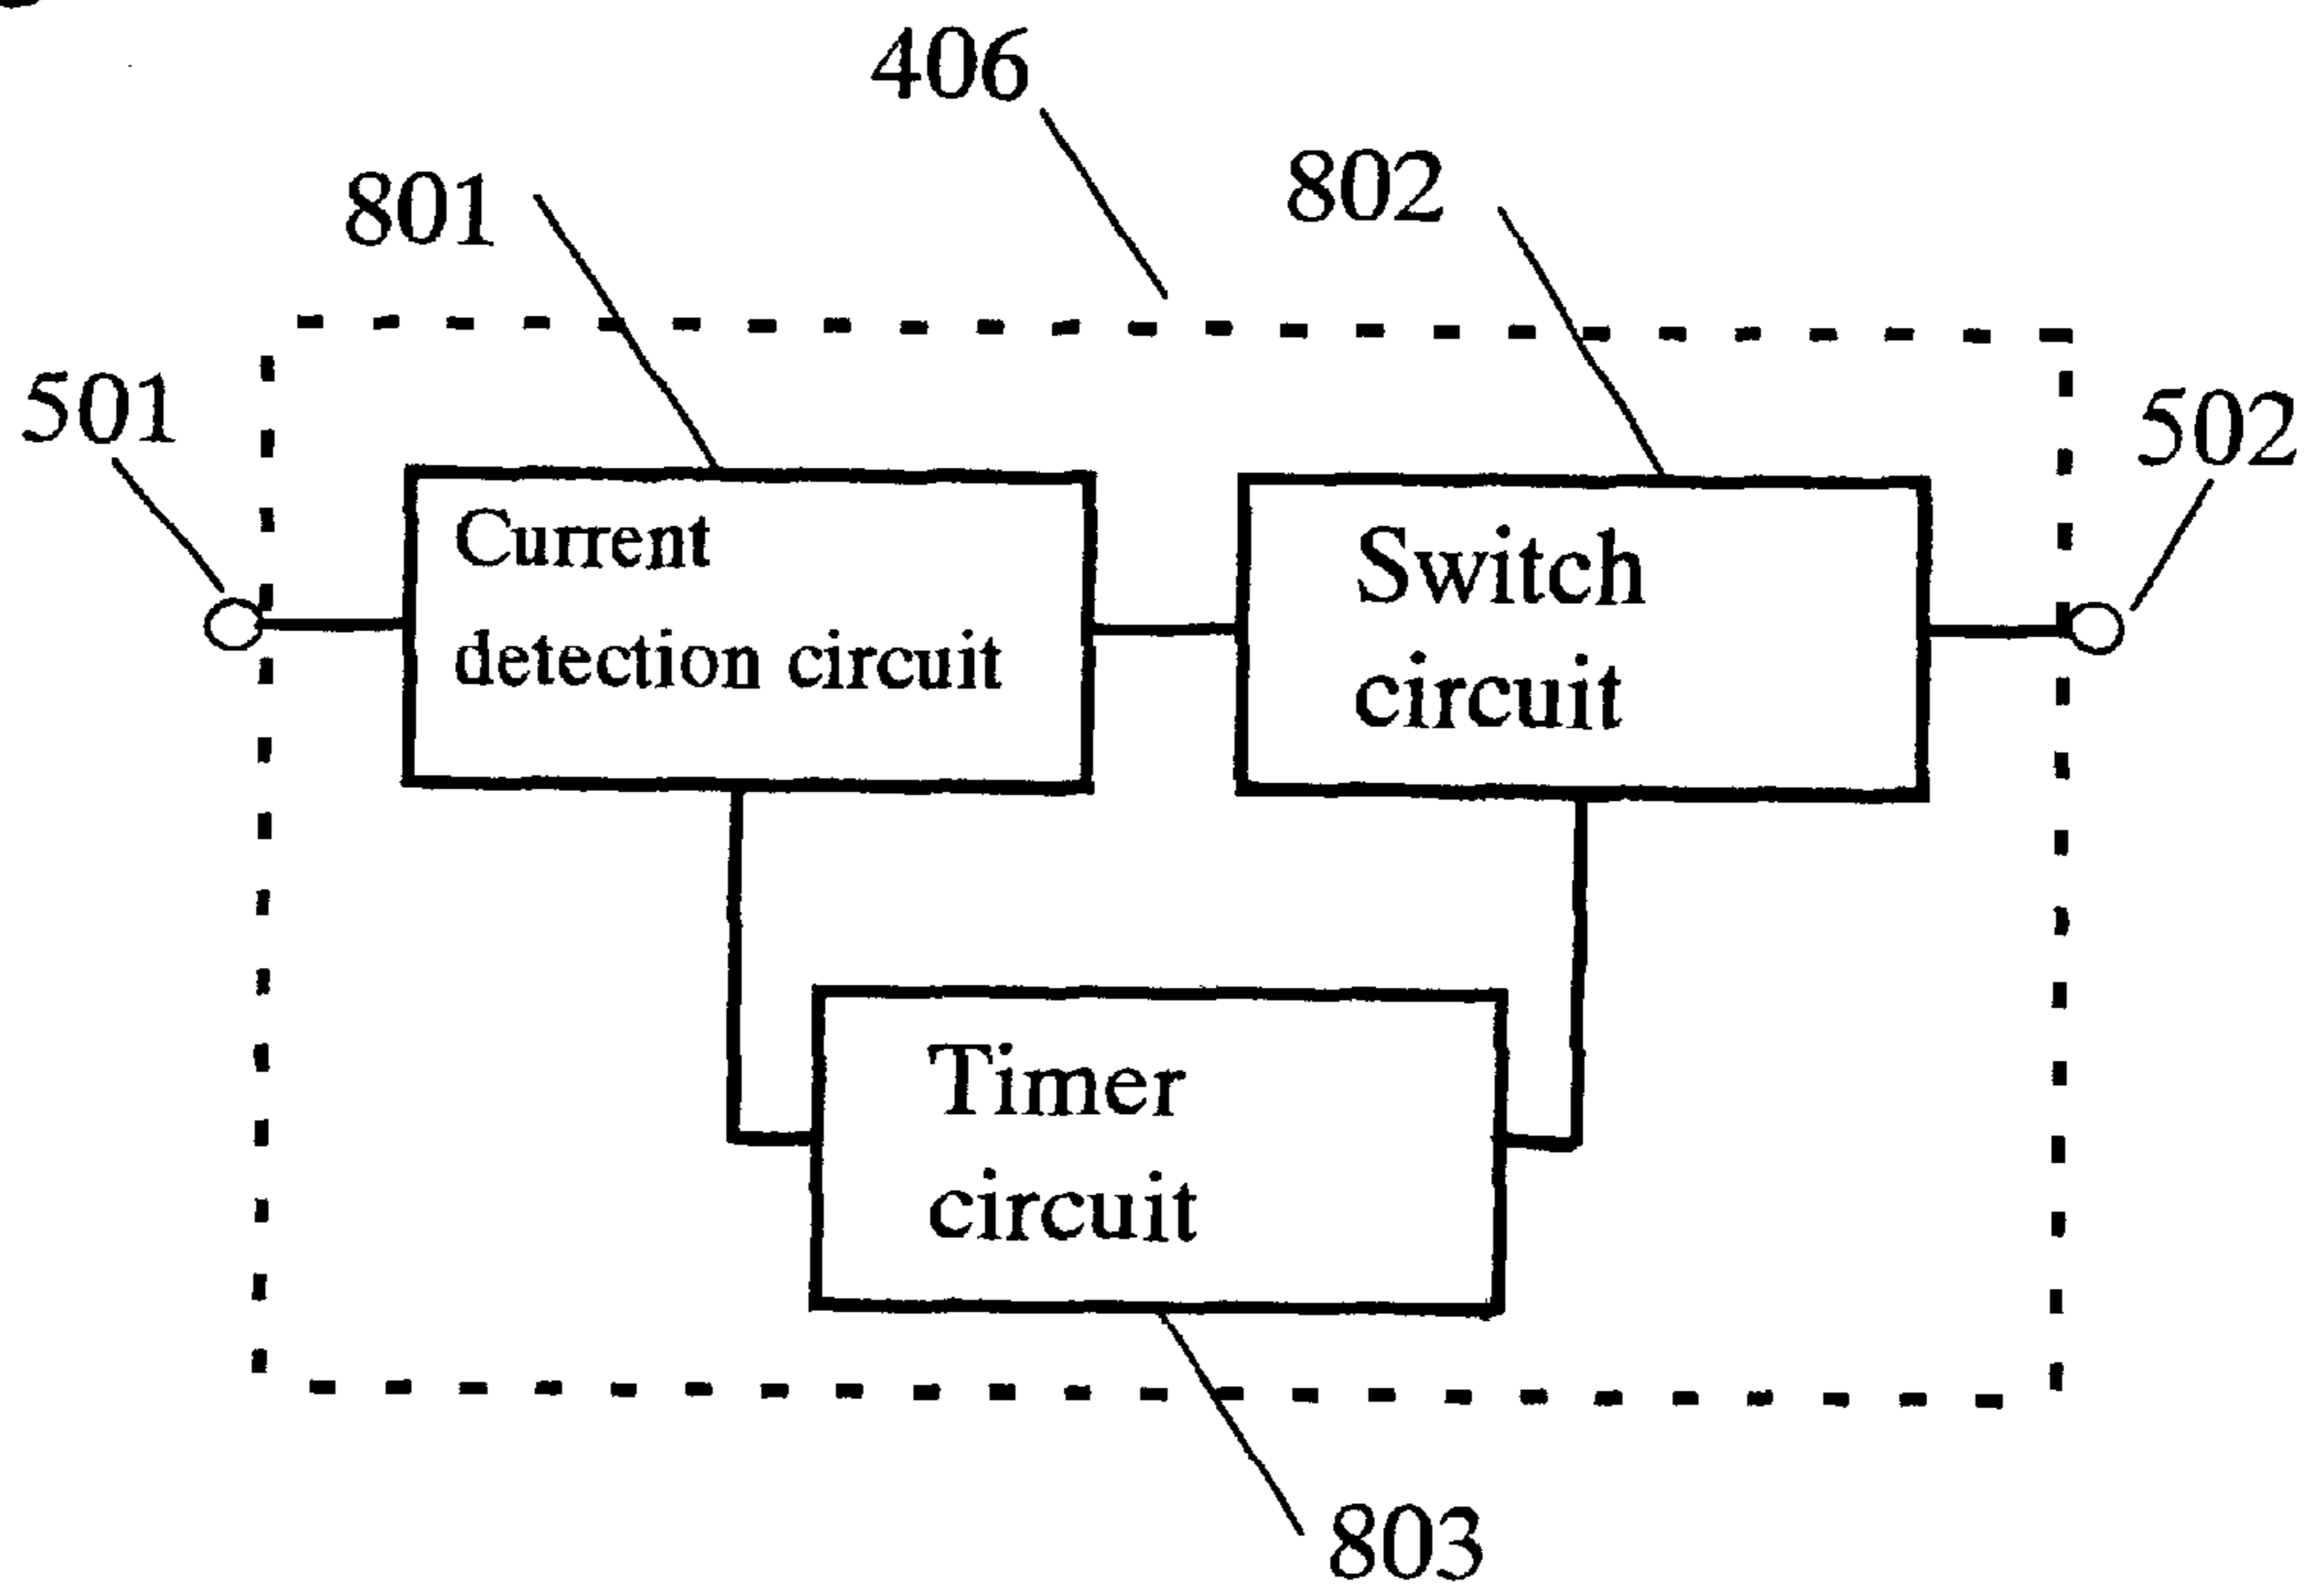 406
801
802
501
502
Current
detection circuit
Switch
circuit
Timer
circuit
803